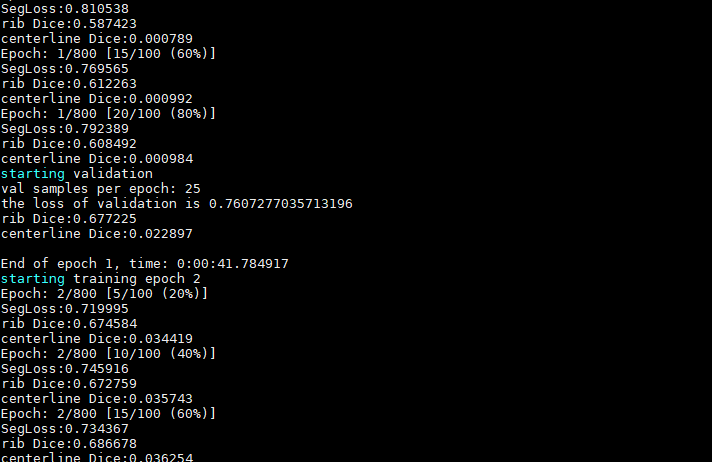 SegLoss:0.810538
rib Dice:0.587423
centerline Dice:0.000789
Epoch: 1/800 [15/100 (60%)]
SegLoss:0.769565
rib Dice:0.612263
centerline Dice:0.000992
Epoch: 1/800 [20/100 (80%)]
SegLoss:0.792389
rib Dice:0.608492
centerline Dice:0.000984
starting validation
val samples per epoch: 25
the loss of validation is 0.7607277035713196
rib Dice:0.677225
centerline Dice:0.022897
End of epoch 1, time: 0:00:41.784917
starting training epoch 2
Epoch: 2/800 [5/100 (20%)]
SegLoss:0.719995
rib Dice:0.674584
centerline Dice:0.034419
Epoch: 2/800 [10/100 (40%)]
SegLoss:0.745916
rib Dice:0.672759
centerline Dice:0.035743
Epoch: 2/800 [15/100 (60%)]
SegLoss:0.734367
rib Dice:0.686678
centerline Dice:0.036254